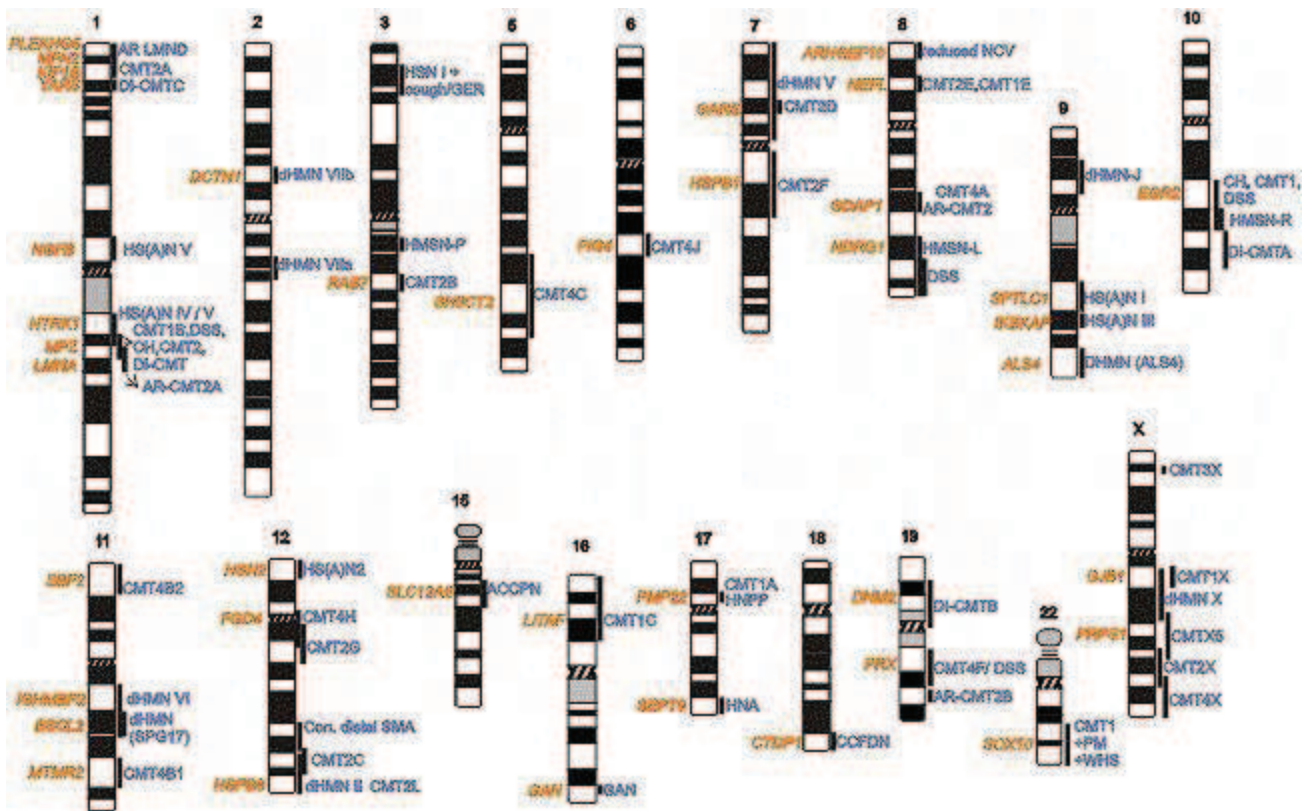 1
PLEKHG5
AR LMND
CMT2A
DI-CMTC
NGFB
HS(A)N V
HS(A)N IV / V
NTRK1
CMT1B,DSS,
CH,CMT2,
MPZ
DI-CMT
LMNA
AR-CMT2A
2
DCTN1
dHMN VIIb
dHMN VIIa
3
HSN I +
cough/GER
HMSN-P
RAB7
CMT2B
5
SH3TC2
CMT4C
6
FIG4
CMT4J
7
dHMN V
GARS
CMT2D
HSPB1
CMT2F
8
ARHGEF10
reduced NCV
NEFL
CMT2E,CMT1E
CMT4A
GDAP1
AR-CMT2
NDRG1
HMSN-L
DSS
9
dHMN-J
SPTLC1
HS(A)N I
IKBKAP
HS(A)N III
ALS4
DHMN (ALS4)
10
CH, CMT1,
EGR2
DSS
HMSN-R
DI-CMTA
X
CMT3X
GJB1
CMT1X
dHMN X
PRPS1
CMTX5
CMT2X
CMT4X
11
SBF2
CMT4B2
IGHMBP2
dHMN VI
BSCL2
dHMN
(SPG17)
MTMR2
CMT4B1
12
HSN2
HS(A)N2
FGD4
CMT4H
CMT2G
Con. distal SMA
CMT2C
HSPB8
dHMN II CMT2L
15
SLC12A6
ACCPN
16
LITAF
CMT1C
GAN
GAN
17
CMT1A
PMP22
HNPP
SEPT9
HNA
18
CTDP1
CCFDN
19
DNM2
DI-CMTB
PRX
CMT4F/ DSS
AR-CMT2B
22
CMT1
SOX10
+PM
+WHS